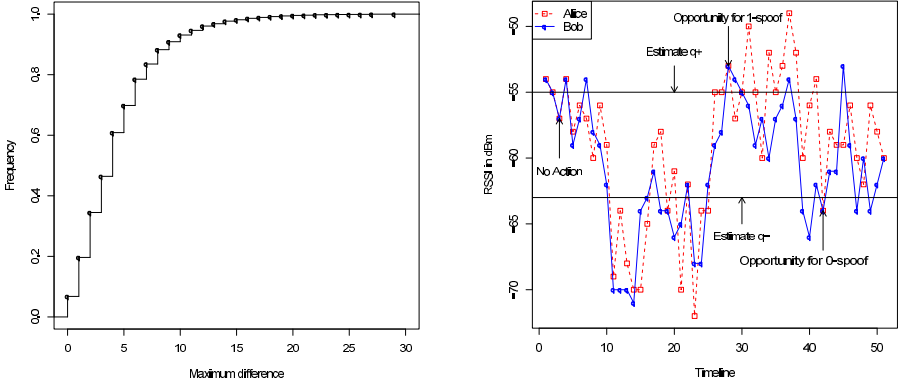 Frequency
1.0
0.8
0.6
0.4
0.2
0.0
0 5 10 15 20 25 30
Maximum difference
Alice
Bob
Opportunity for 1-spoof
Estimate q+
No Action
Estimate q-
Opportunity for 0-spoof
RSSI in dBm
-50
-55
-60
-65
-70
0 10 20 30 40 50
Timeline